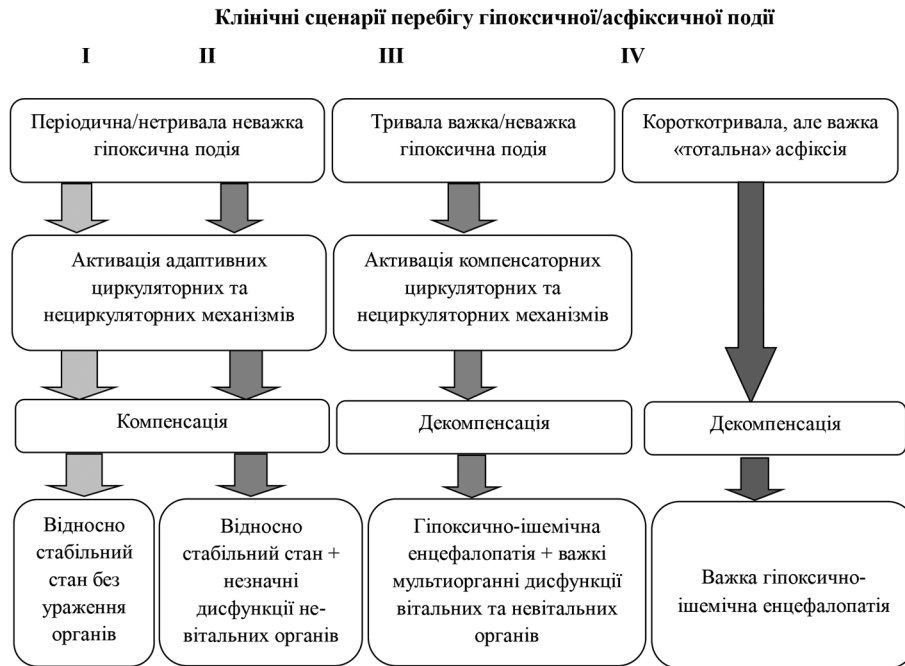 Клінічні сценарії перебігу гіпоксичної/асфіксичної події
I II III IV
Періодична/нетривала неважка
гіпоксична подія
Тривала важка/неважка
гіпоксична подія
Короткотривала, але важка
«тотальна» асфіксія
Активація адаптивних
циркуляторних та
нециркуляторних механізмів
Активація компенсаторних
циркуляторних та
нециркуляторних механізмів
Компенсація
Декомпенсація
Декомпенсація
Відносно
стабільний
стан без
ураження
органів
Відносно
стабільний стан +
незначні
дисфункції не-
вітальних органів
Гіпоксично-ішемічна
енцефалопатія + важкі
мультиорганні дисфункції
вітальних та невітальних
органів
Важка гіпоксично-
ішемічна енцефалопатія